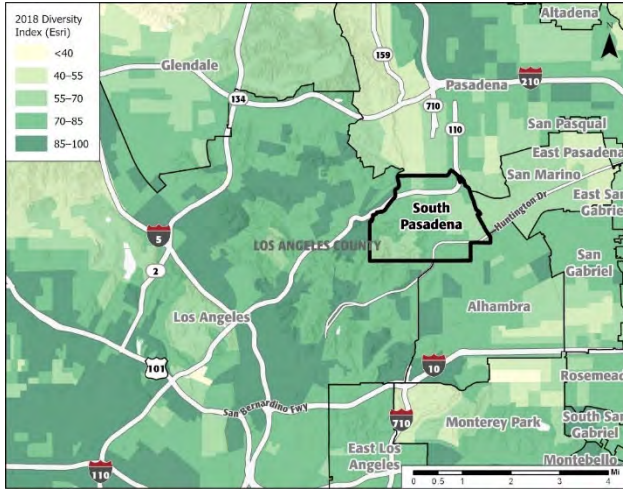 2018 Diversity
Index (Esri)
<40
40–55
55–70
70–85
85–100
Altadena
N
Glendale
159
134
710
Pasadena
210
110
San Pasqual
East Pasadena
San Marino
South
Pasadena
Huntington Dr
East San
Gabriel
5
LOS ANGELES COUNTY
2
San
Gabriel
Los Angeles
Alhambra
101
10
Rosemead
San Bernardino Fwy
710
Monterey Park
South San
Gabriel
East Los
Angeles
Montebello
110
Mi
0 0.5 1 2 3 4